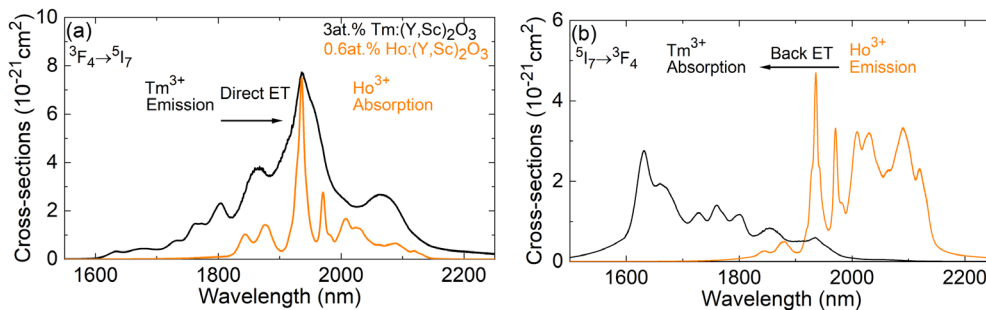 (a)
3at.% Tm:(Y,Sc)₂O₃
0.6at.% Ho:(Y,Sc)₂O₃
³F₄→⁵I₇
Tm³⁺
Emission
Direct ET
Ho³⁺
Absorption
Cross-sections (10⁻²¹cm²)
10
8
6
4
2
0
1600
1800
2000
2200
Wavelength (nm)
(b)
⁵I₇→³F₄
Tm³⁺
Absorption
Back ET
Ho³⁺
Emission
Cross-sections (10⁻²¹cm²)
6
4
2
0
1600
1800
2000
2200
Wavelength (nm)